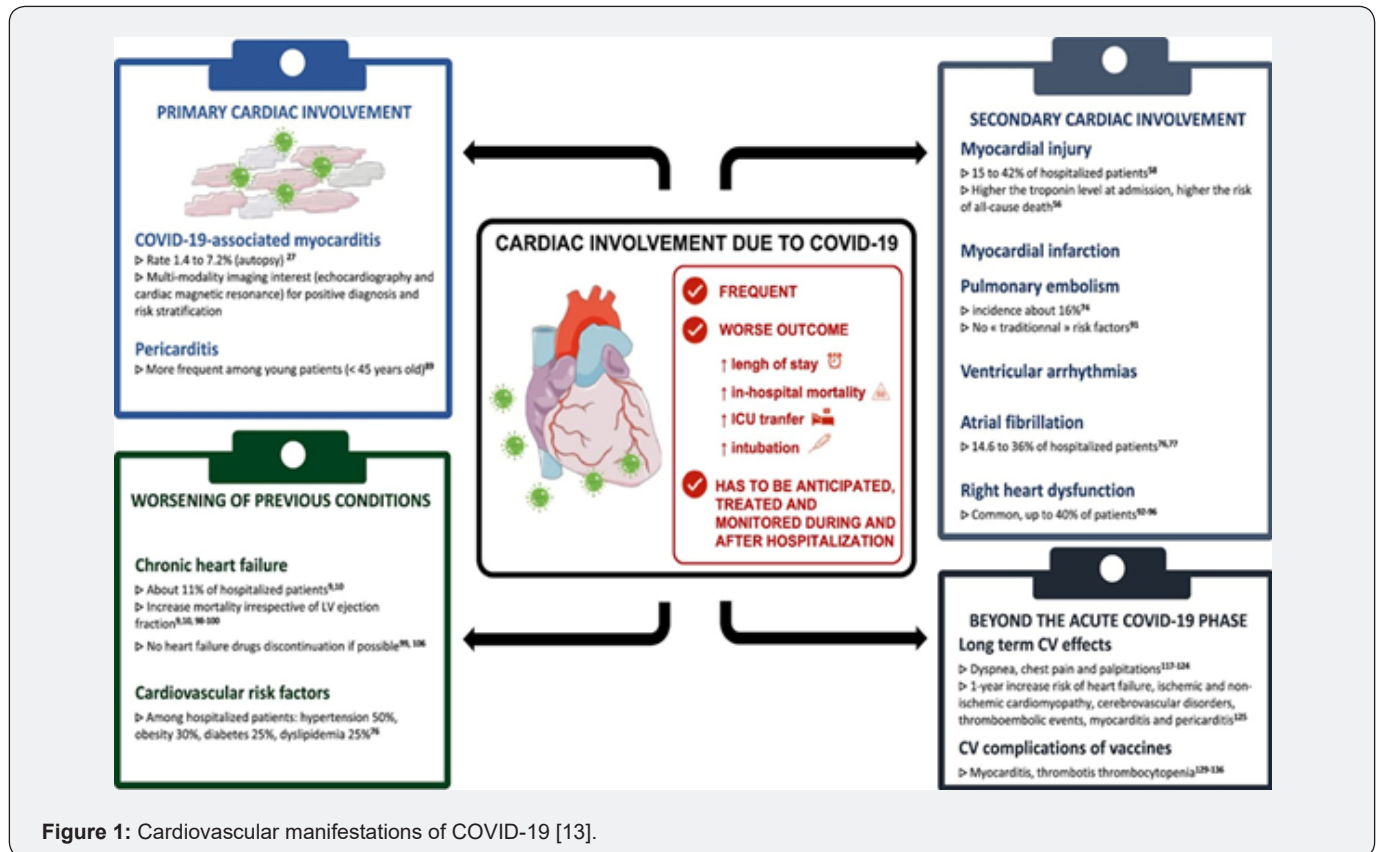 PRIMARY CARDIAC INVOLVEMENT
COVID-19-associated myocarditis
▷ Rate 1.4 to 7.2% (autopsy) 27
▷ Multi-modality imaging interest (echocardiography and
cardiac magnetic resonance) for positive diagnosis and
risk stratification
Pericarditis
▷ More frequent among young patients (< 45 years old)89
WORSENING OF PREVIOUS CONDITIONS
Chronic heart failure
▷ About 11% of hospitalized patients9,10
▷ Increase mortality irrespective of LV ejection
fraction9,10, 98-100
▷ No heart failure drugs discontinuation if possible99, 106
Cardiovascular risk factors
▷ Among hospitalized patients: hypertension 50%,
obesity 30%, diabetes 25%, dyslipidemia 25%76
CARDIAC INVOLVEMENT DUE TO COVID-19
FREQUENT
WORSE OUTCOME
↑ lengh of stay
↑ in-hospital mortality
↑ ICU tranfer
↑ intubation
HAS TO BE ANTICIPATED,
TREATED AND
MONITORED DURING AND
AFTER HOSPITALIZATION
SECONDARY CARDIAC INVOLVEMENT
Myocardial injury
▷ 15 to 42% of hospitalized patients58
▷ Higher the troponin level at admission, higher the risk
of all-cause death56
Myocardial infarction
Pulmonary embolism
▷ incidence about 16%74
▷ No « traditionnal » risk factors91
Ventricular arrhythmias
Atrial fibrillation
▷ 14.6 to 36% of hospitalized patients76,77
Right heart dysfunction
▷ Common, up to 40% of patients92-96
BEYOND THE ACUTE COVID-19 PHASE
Long term CV effects
▷ Dyspnea, chest pain and palpitations117-124
▷ 1-year increase risk of heart failure, ischemic and non-
ischemic cardiomyopathy, cerebrovascular disorders,
thromboembolic events, myocarditis and pericarditis125
CV complications of vaccines
▷ Myocarditis, thrombotis thrombocytopenia129-136
Figure 1: Cardiovascular manifestations of COVID-19 [13].